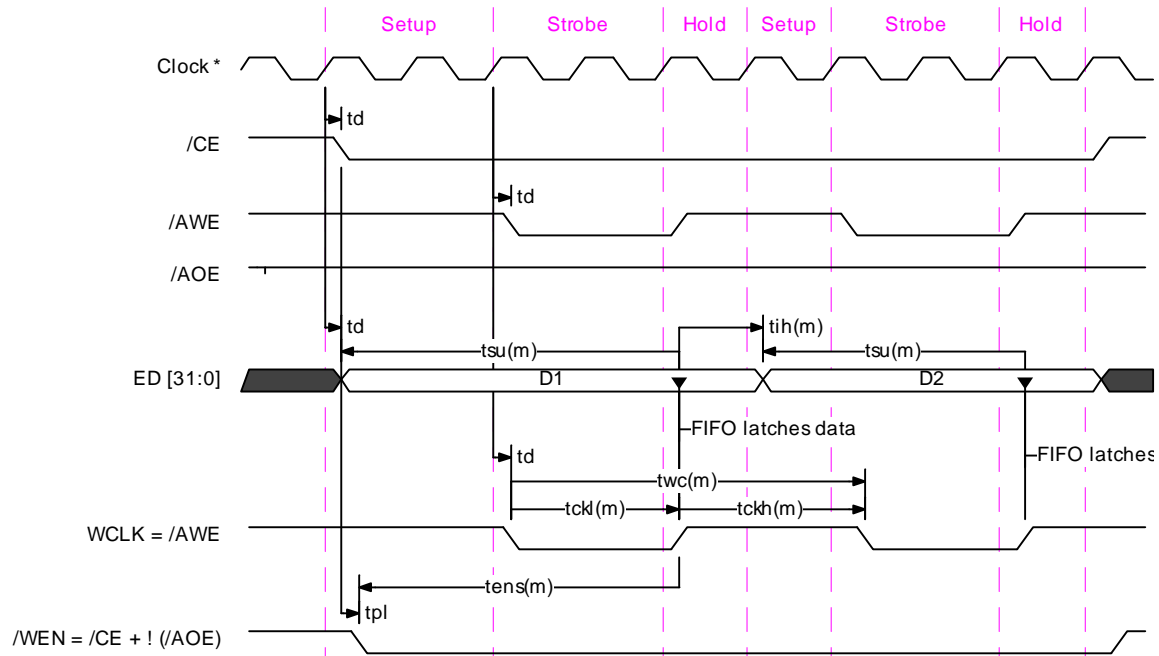 Setup Strobe Hold Setup Strobe Hold
Clock *
td
/CE
td
/AWE
/AOE
td tih(m)
tsu(m) tsu(m)
ED [31:0] D1 D2
FIFO latches data
td FIFO latches
twc(m)
tckl(m) tckh(m)
WCLK = /AWE
tens(m)
tpl
/WEN = /CE + ! (/AOE)